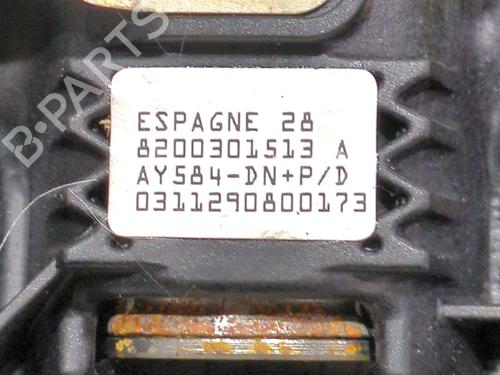 B-PARTS
ESPAGNE 28
8200301513 A
AY584-DN+P/D
0311290800173